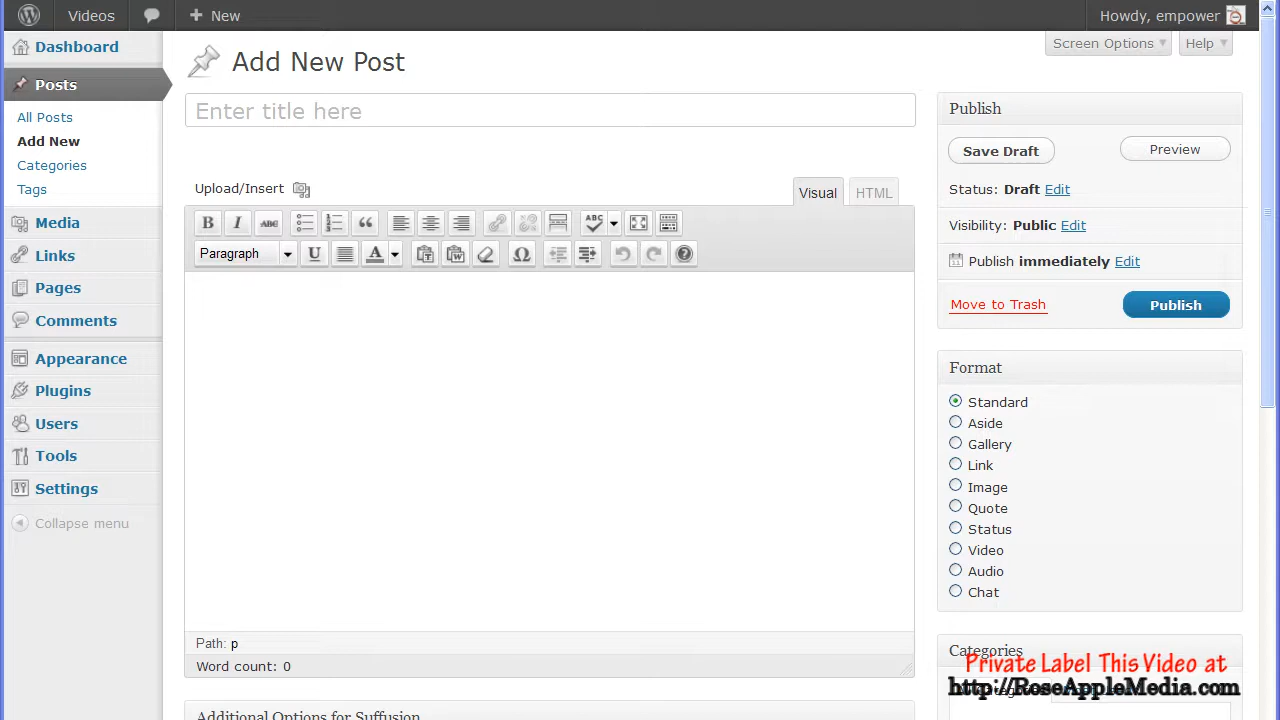 Videos
New
Howdy, empower
Dashboard
Posts
All Posts
Add New
Categories
Tags
Media
Links
Pages
Comments
Appearance
Plugins
Users
Tools
Settings
Collapse menu
Screen Options
Help
Add New Post
Enter title here
Upload/Insert
Visual
HTML
B I ABC
ABC
Paragraph
U
A
T
W
Ω
Path: p
Word count: 0
Additional Options for Suffusion
Publish
Save Draft
Preview
Status: Draft Edit
Visibility: Public Edit
Publish immediately Edit
Move to Trash
Publish
Format
Standard
Aside
Gallery
Link
Image
Quote
Status
Video
Audio
Chat
Categories
Private Label This Video at
http://RoseAppleMedia.com